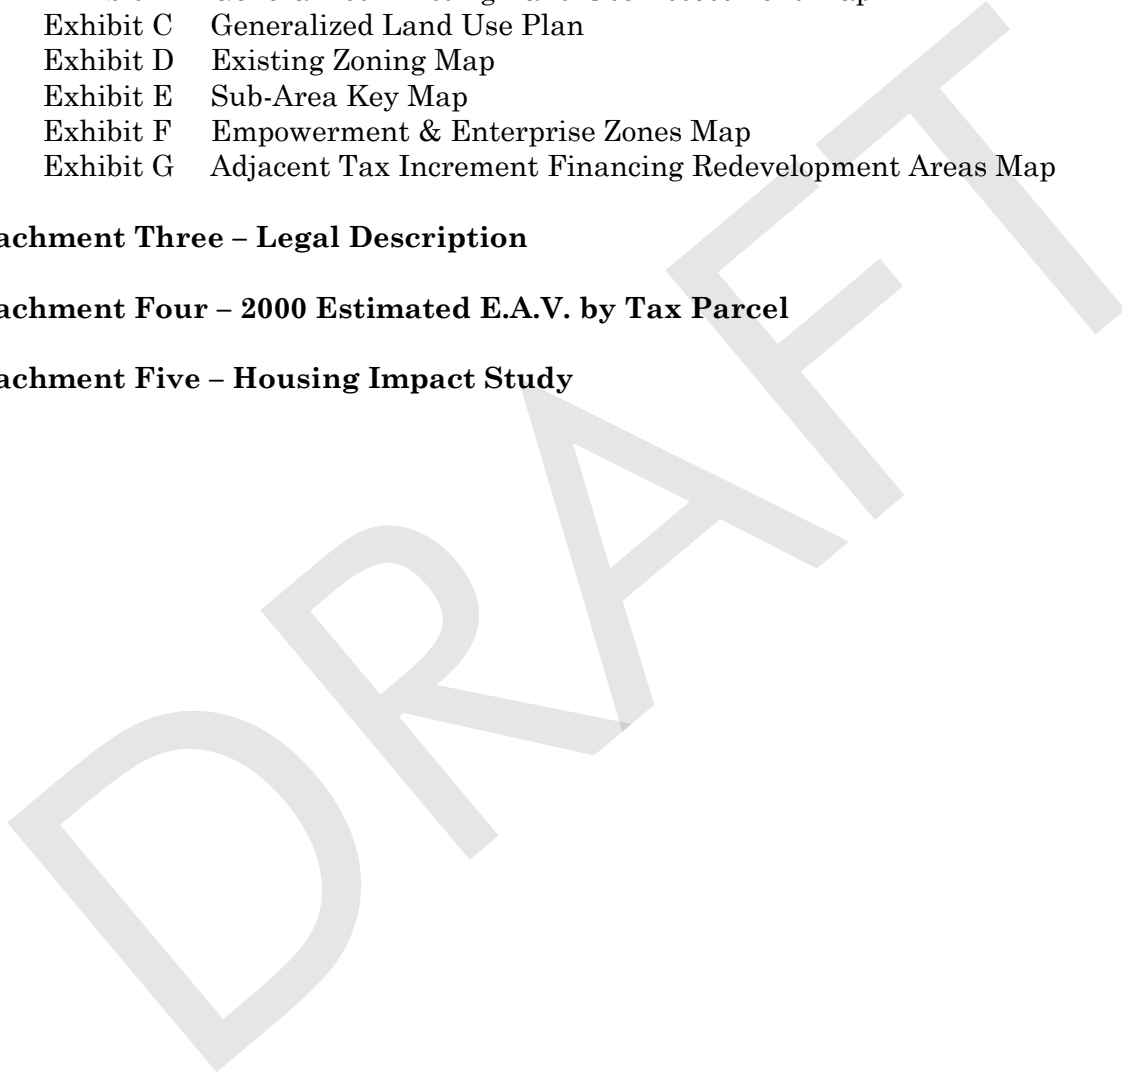 Exhibit C Generalized Land Use Plan
Exhibit D Existing Zoning Map
Exhibit E Sub-Area Key Map
Exhibit F Empowerment & Enterprise Zones Map
Exhibit G Adjacent Tax Increment Financing Redevelopment Areas Map
achment Three – Legal Description
achment Four – 2000 Estimated E.A.V. by Tax Parcel
achment Five – Housing Impact Study
DRAFT